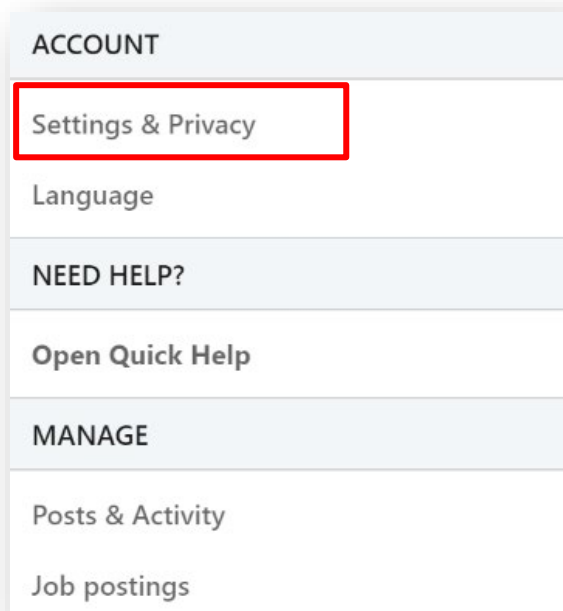 ACCOUNT
Settings & Privacy
Language
NEED HELP?
Open Quick Help
MANAGE
Posts & Activity
Job postings